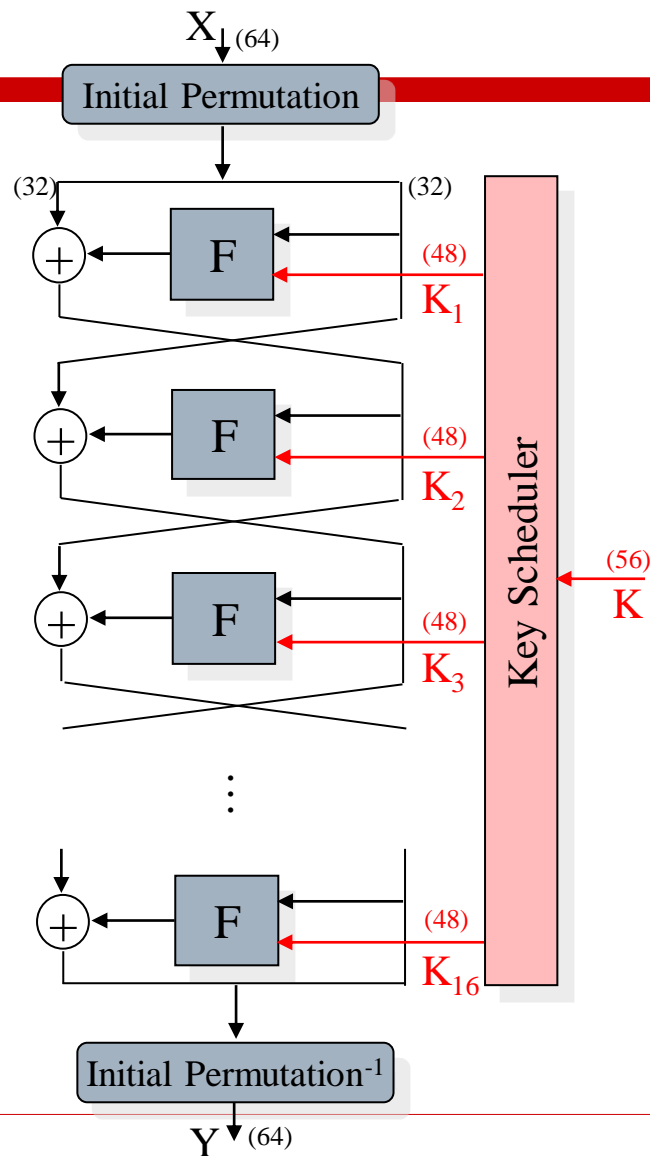 X (64)
Initial Permutation
(32) (32)
F
+
(48)
K1
F
+
(48)
K2
Key Scheduler
(56)
K
F
+
(48)
K3
⋮
F
+
(48)
K16
Initial Permutation-1
Y (64)